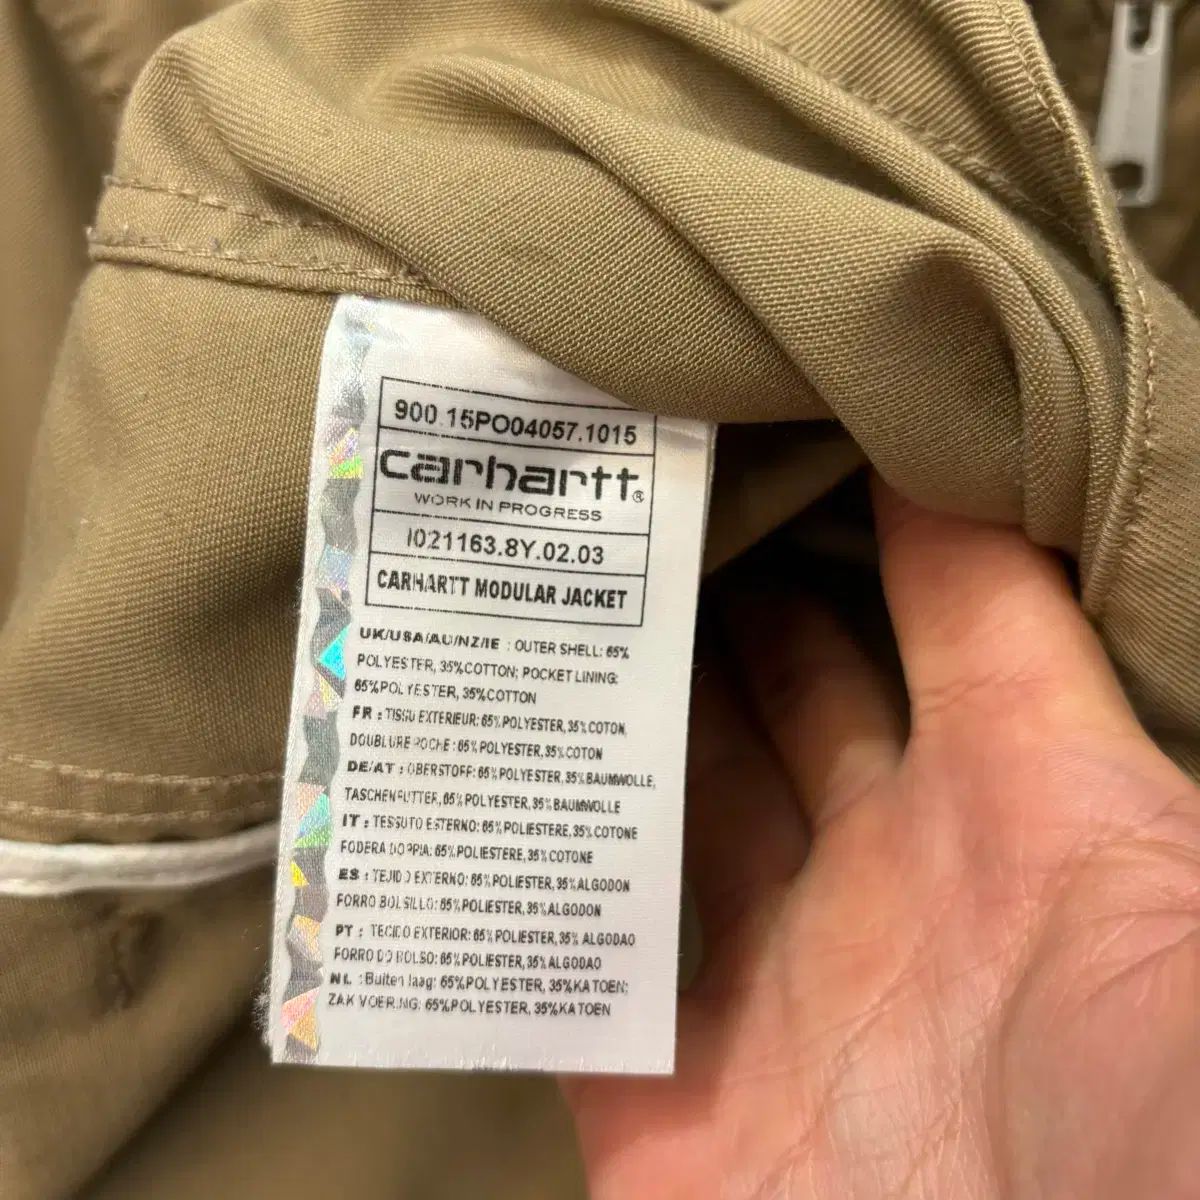 900.15PO04057.1015
carhartt®
WORK IN PROGRESS
I021163.8Y.02.03
CARHARTT MODULAR JACKET
UK/USA/AU/NZ/IE : OUTER SHELL: 65%
POLYESTER, 35%COTTON; POCKET LINING:
65%POLYESTER, 35%COTTON
FR : TISSU EXTERIEUR: 65%POLYESTER, 35%COTON,
DOUBLURE POCHE : 65%POLYESTER, 35%COTON
DE/AT : OBERSTOFF: 65%POLYESTER, 35%BAUMWOLLE,
TASCHENFUTTER, 65%POLYESTER, 35%BAUMWOLLE
IT : TESSUTO ESTERNO: 65%POLIESTERE, 35%COTONE
FODERA DOPPIA: 65%POLIESTERE, 35%COTONE
ES : TEJIDO EXTERNO: 65%POLIESTER, 35%ALGODON
FORRO BOLSILLO: 65%POLIESTER, 35%ALGODON
PT : TECIDO EXTERIOR: 65%POLIESTER, 35% ALGODAO
FORRO DO BOLSO: 65%POLIESTER, 35%ALGODAO
NL : Buiten laag: 65%POLYESTER, 35%KATOEN;
ZAK VOERING: 65%POLYESTER, 35%KATOEN